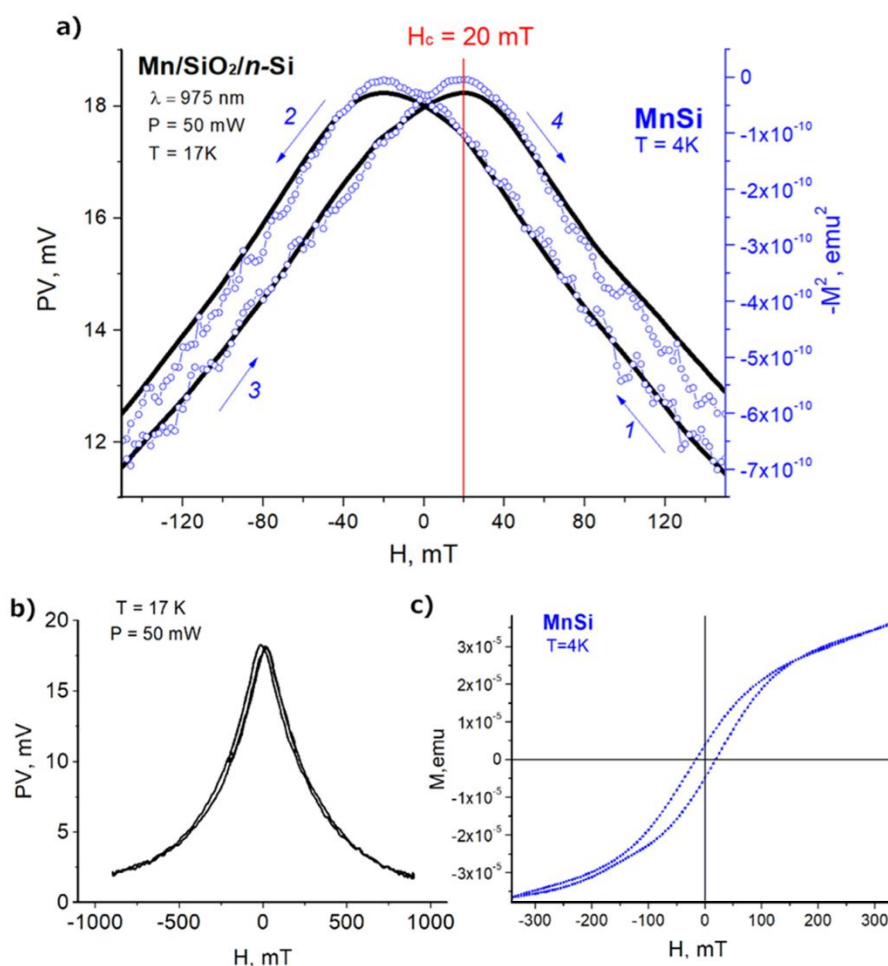 a)
H_c = 20 mT
Mn/SiO₂/n-Si
λ = 975 nm
P = 50 mW
T = 17K
MnSi
T = 4K
2
4
3
1
18
16
14
12
PV, mV
0
-1x10⁻¹⁰
-2x10⁻¹⁰
-3x10⁻¹⁰
-4x10⁻¹⁰
-5x10⁻¹⁰
-6x10⁻¹⁰
-7x10⁻¹⁰
-M², emu²
-120 -80 -40 0 40 80 120
H, mT
b)
T = 17 K
P = 50 mW
20
15
10
5
0
PV, mV
-1000 -500 0 500 1000
H, mT
c)
MnSi
T=4K
3x10⁻⁵
2x10⁻⁵
1x10⁻⁵
0
-1x10⁻⁵
-2x10⁻⁵
-3x10⁻⁵
M,emu
-300 -200 -100 0 100 200 300
H, mT